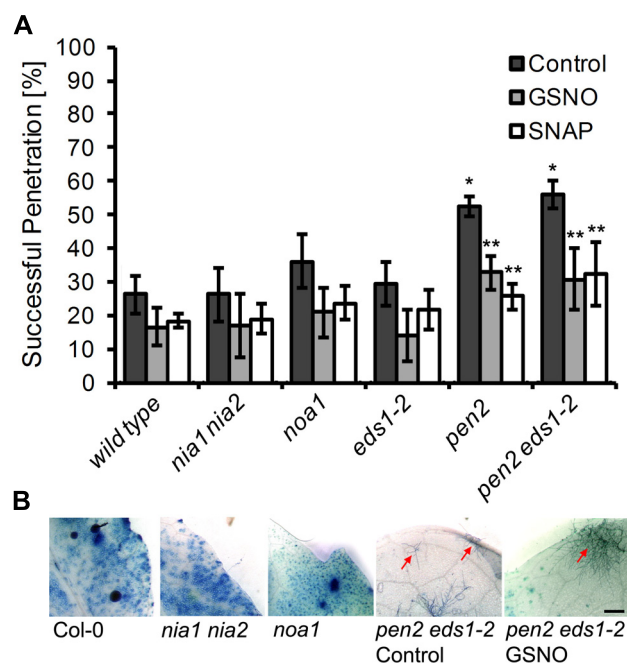 A
Successful Penetration [%]
100
90
80
70
60
50
40
30
20
10
0
Control
GSNO
SNAP
*
**
**
*
**
**
wild type
nia1 nia2
noa1
eds1-2
pen2
pen2 eds1-2
B
Col-0
nia1 nia2
noa1
pen2 eds1-2
Control
pen2 eds1-2
GSNO